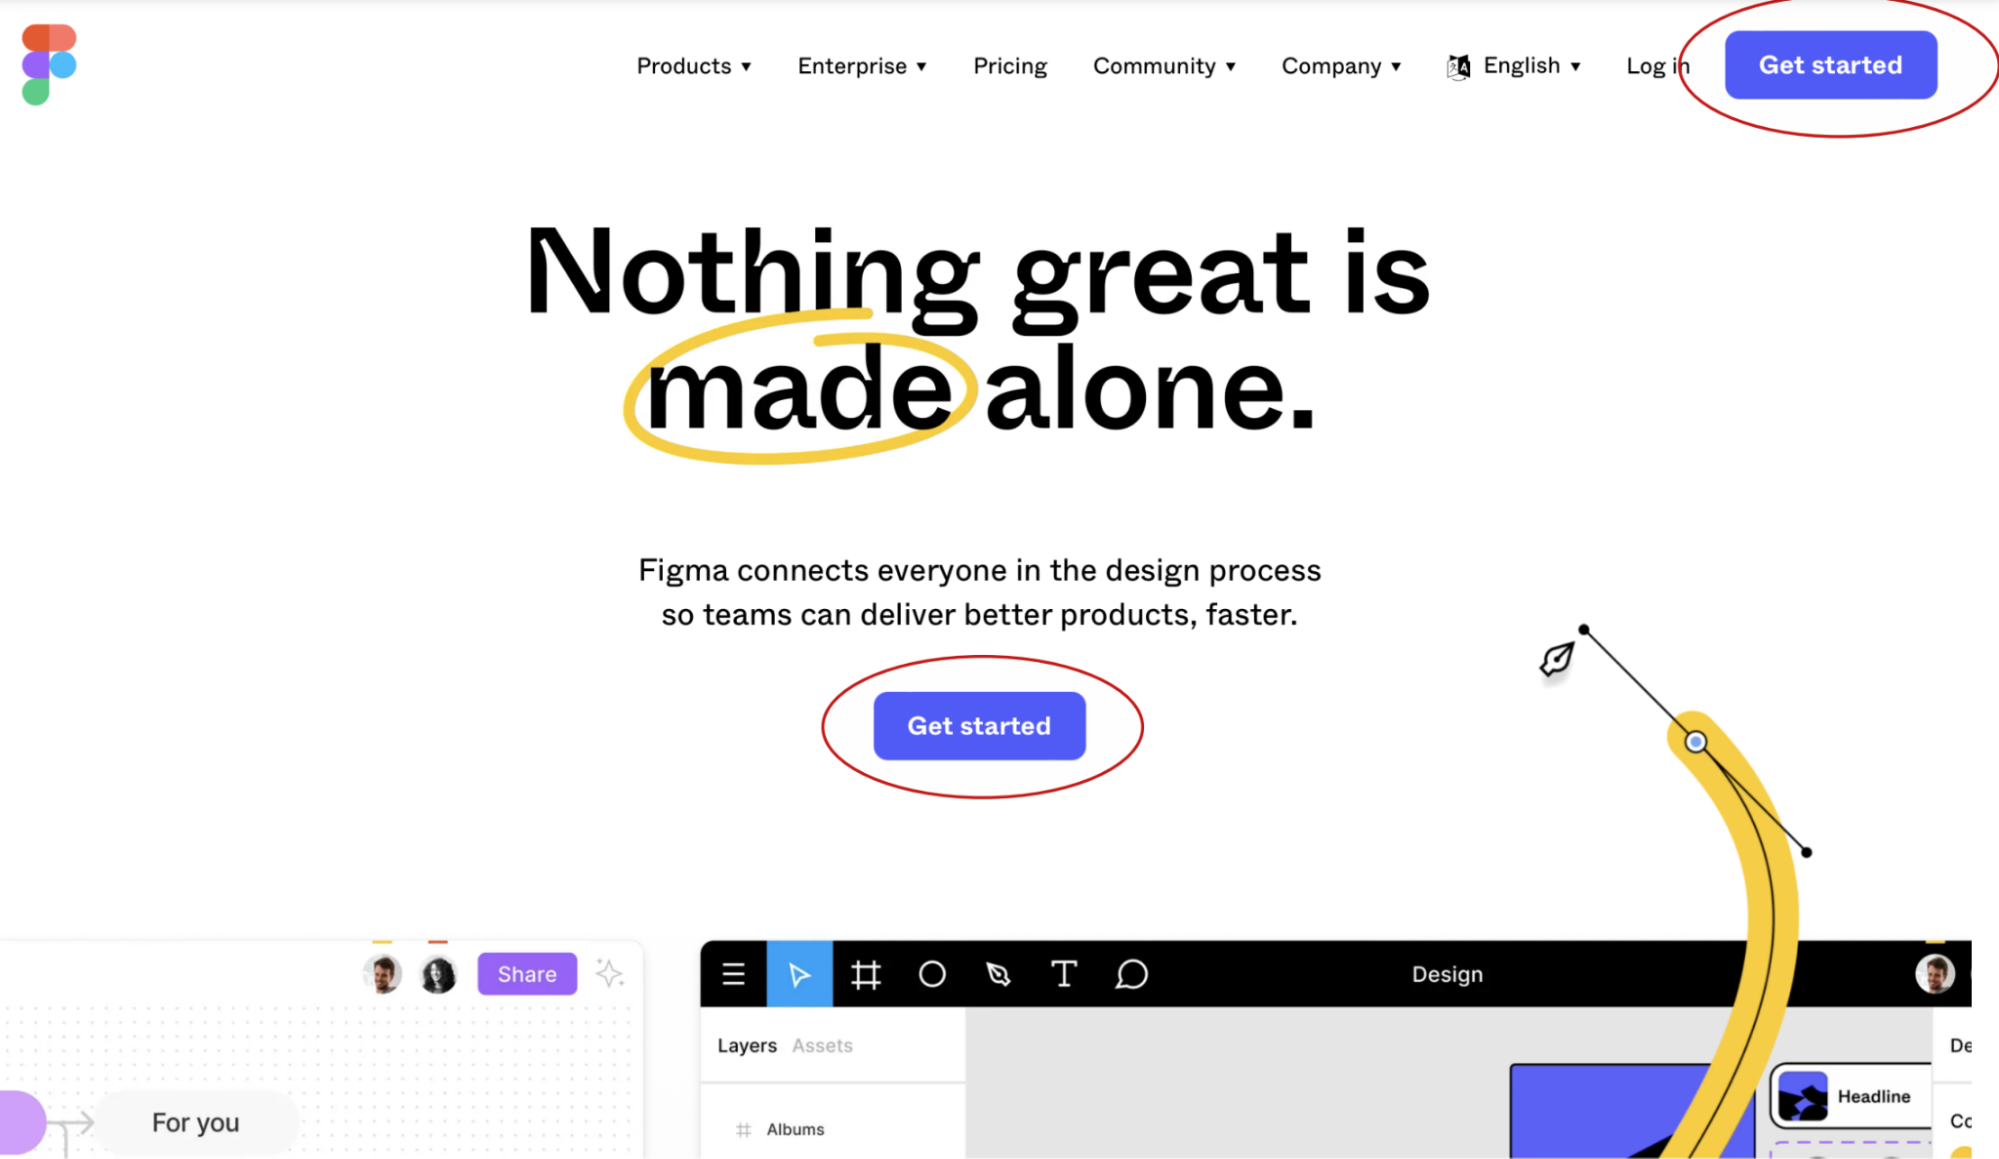 Products ▼ Enterprise ▼ Pricing Community ▼ Company ▼ English ▼ Log in Get started
Nothing great is
made alone.
Figma connects everyone in the design process
so teams can deliver better products, faster.
Get started
Share
For you
Design
Layers Assets
Albums
Headline
De
Co